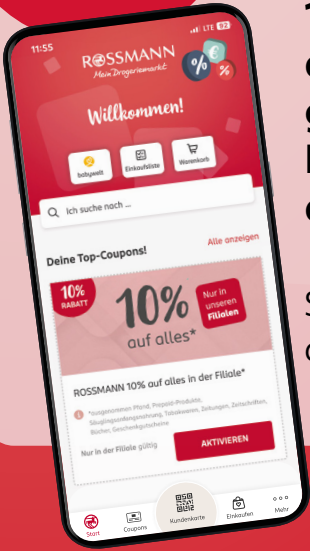 11:55
LTE 92
ROSSMANN
Mein Drogeriemarkt
% € %
Willkommen!
babywelt
Einkaufsliste
Warenkorb
Ich suche nach ...
Deine Top-Coupons!
Alle anzeigen
10%
RABATT
10%
auf alles*
Nur in
unseren
Filialen
ROSSMANN 10% auf alles in der Filiale*
*ausgenommen Pfand, Prepaid-Produkte,
Säuglingsanfangsnahrung, Tabakwaren, Zeitungen, Zeitschriften,
Bücher, Geschenkgutscheine
Nur in der Filiale gültig
AKTIVIEREN
Start
Coupons
Kundenkarte
Einkaufen
Mehr